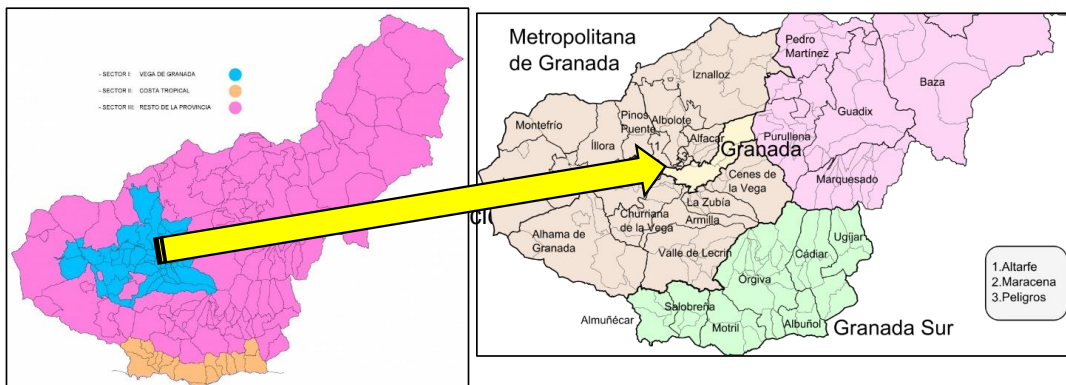 - SECTOR I: VEGA DE GRANADA
- SECTOR II: COSTA TROPICAL
- SECTOR III: RESTO DE LA PROVINCIA
Metropolitana
de Granada
Pedro
Martínez
Iznalloz
Baza
Montefrío
Pinos
Puente
Albolote
Guadix
Íllora
11
Alfacar
Purullena
Granada
Cenes de
la Vega
Marquesado
La Zubía
Churriana
de la Vega
Armilla
Alhama de
Granada
Valle de Lecrin
Ugíjar
Cádiar
Órgiva
1.Altarfe
2.Maracena
3.Peligros
Salobreña
Almuñécar
Motril
Albuñol
Granada Sur